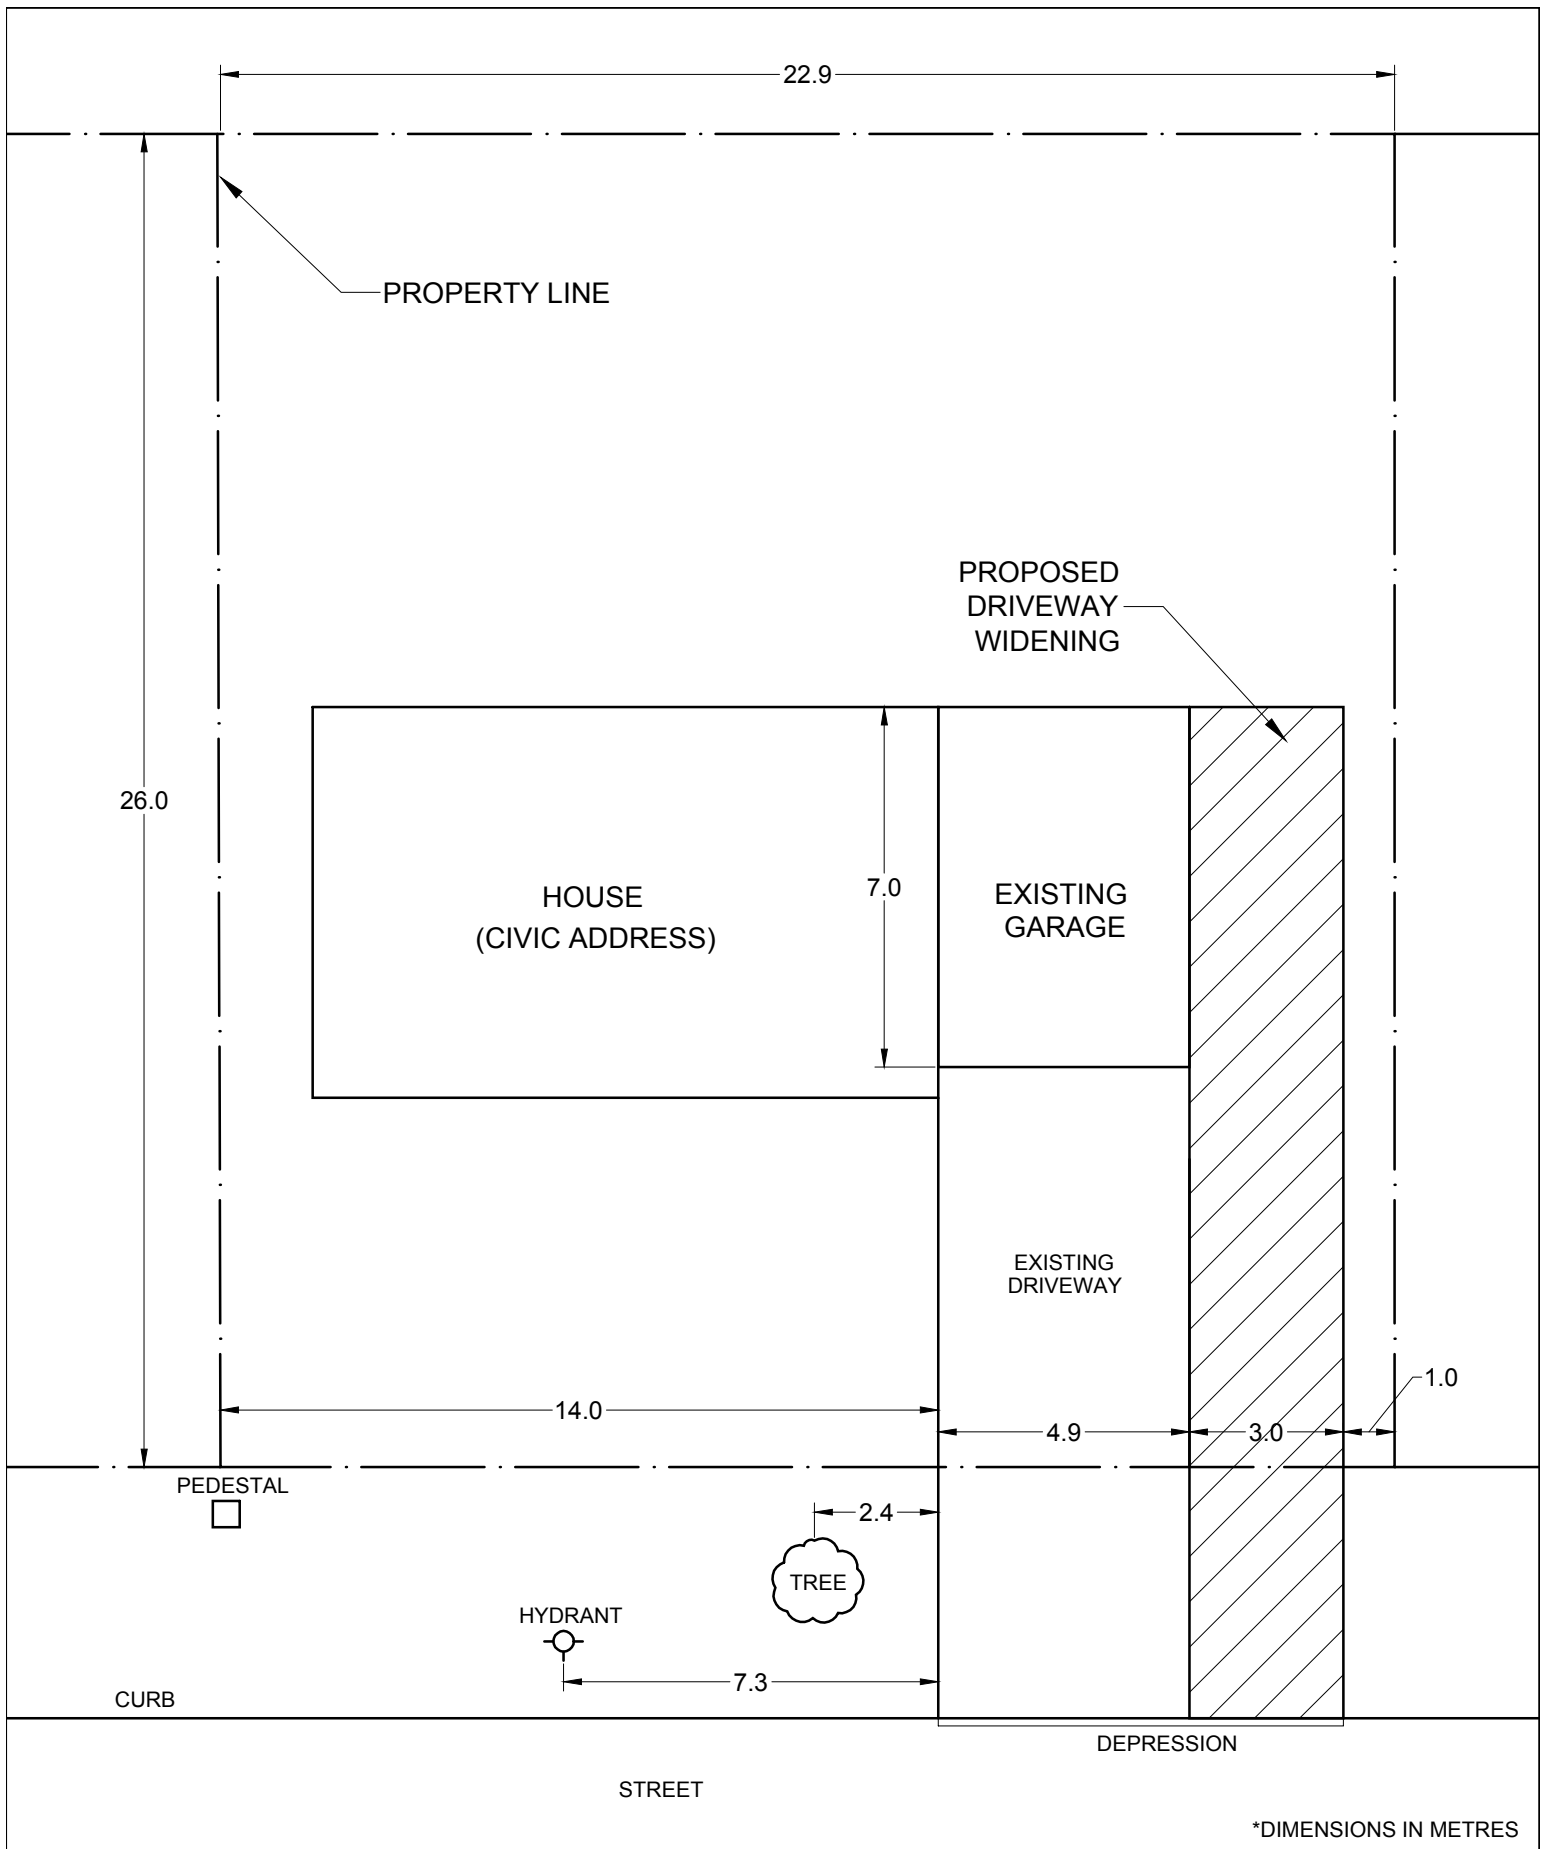 22.9
PROPERTY LINE
PROPOSED
DRIVEWAY
WIDENING
26.0
7.0
HOUSE
(CIVIC ADDRESS)
EXISTING
GARAGE
EXISTING
DRIVEWAY
1.0
14.0
4.9
3.0
PEDESTAL
2.4
TREE
HYDRANT
7.3
CURB
DEPRESSION
STREET
*DIMENSIONS IN METRES